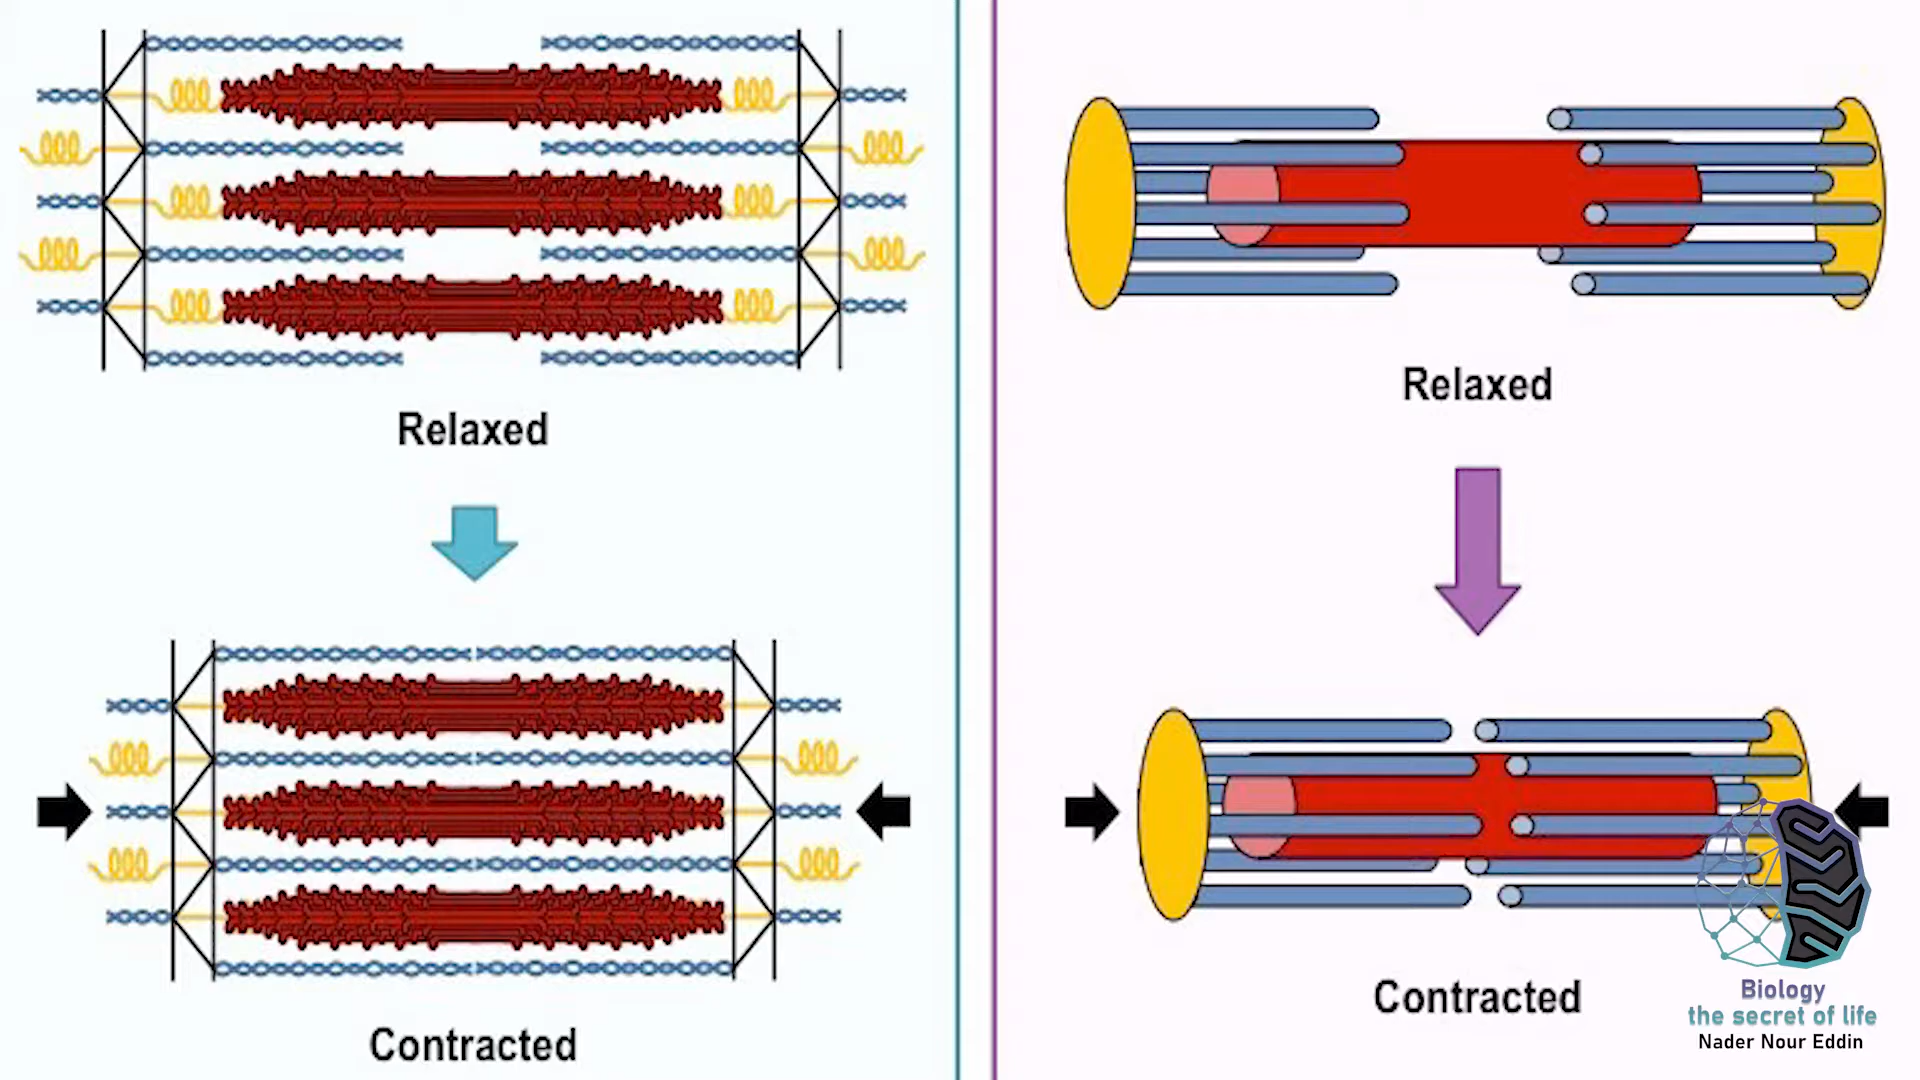 Relaxed
Contracted
Relaxed
Contracted
Biology
the secret of life
Nader Nour Eddin